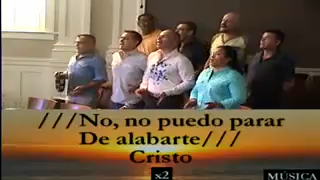 ///No, no puedo parar
De alabarte///
Cristo
x2
MÚSICA